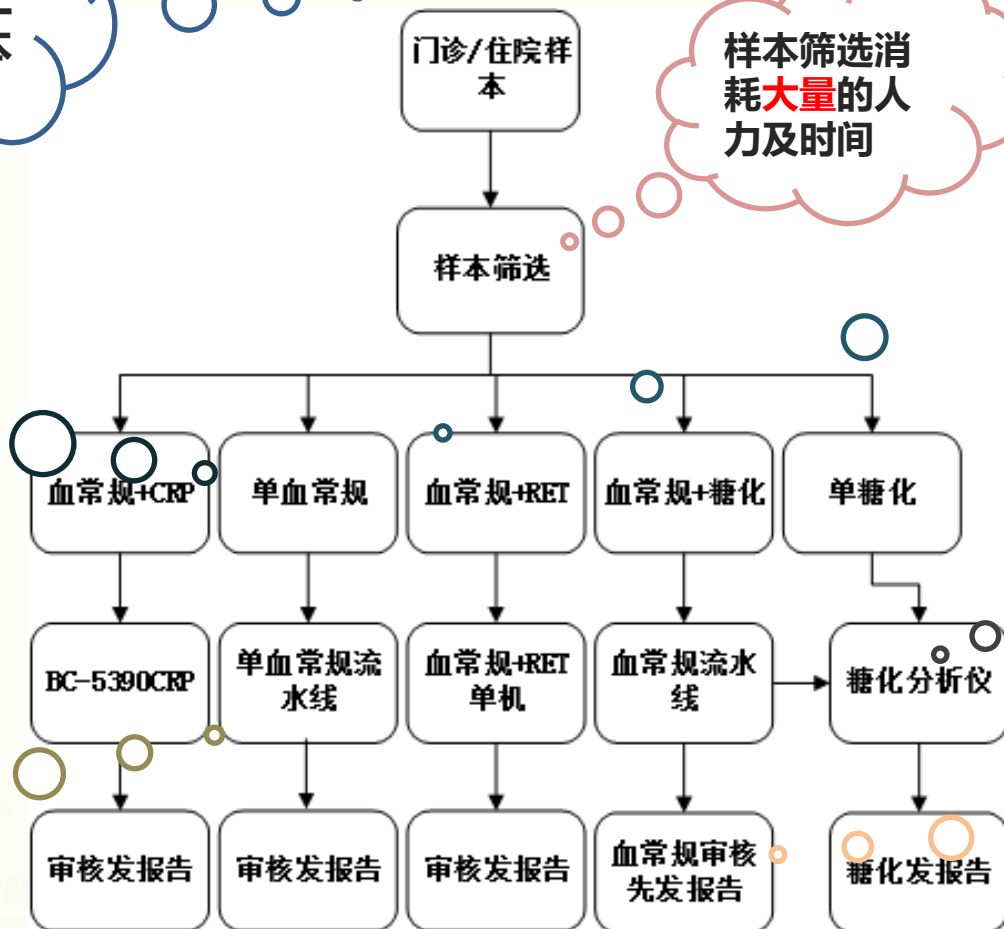 本
门诊/住院样
本
样本筛选消
耗大量的人
力及时间
样本筛选
血常规+CRP
单血常规
血常规+RET
血常规+糖化
单糖化
BC-5390CRP
单血常规流
水线
血常规+RET
单机
血常规流水
线
糖化分析仪
审核发报告
审核发报告
审核发报告
血常规审核
先发报告
糖化发报告